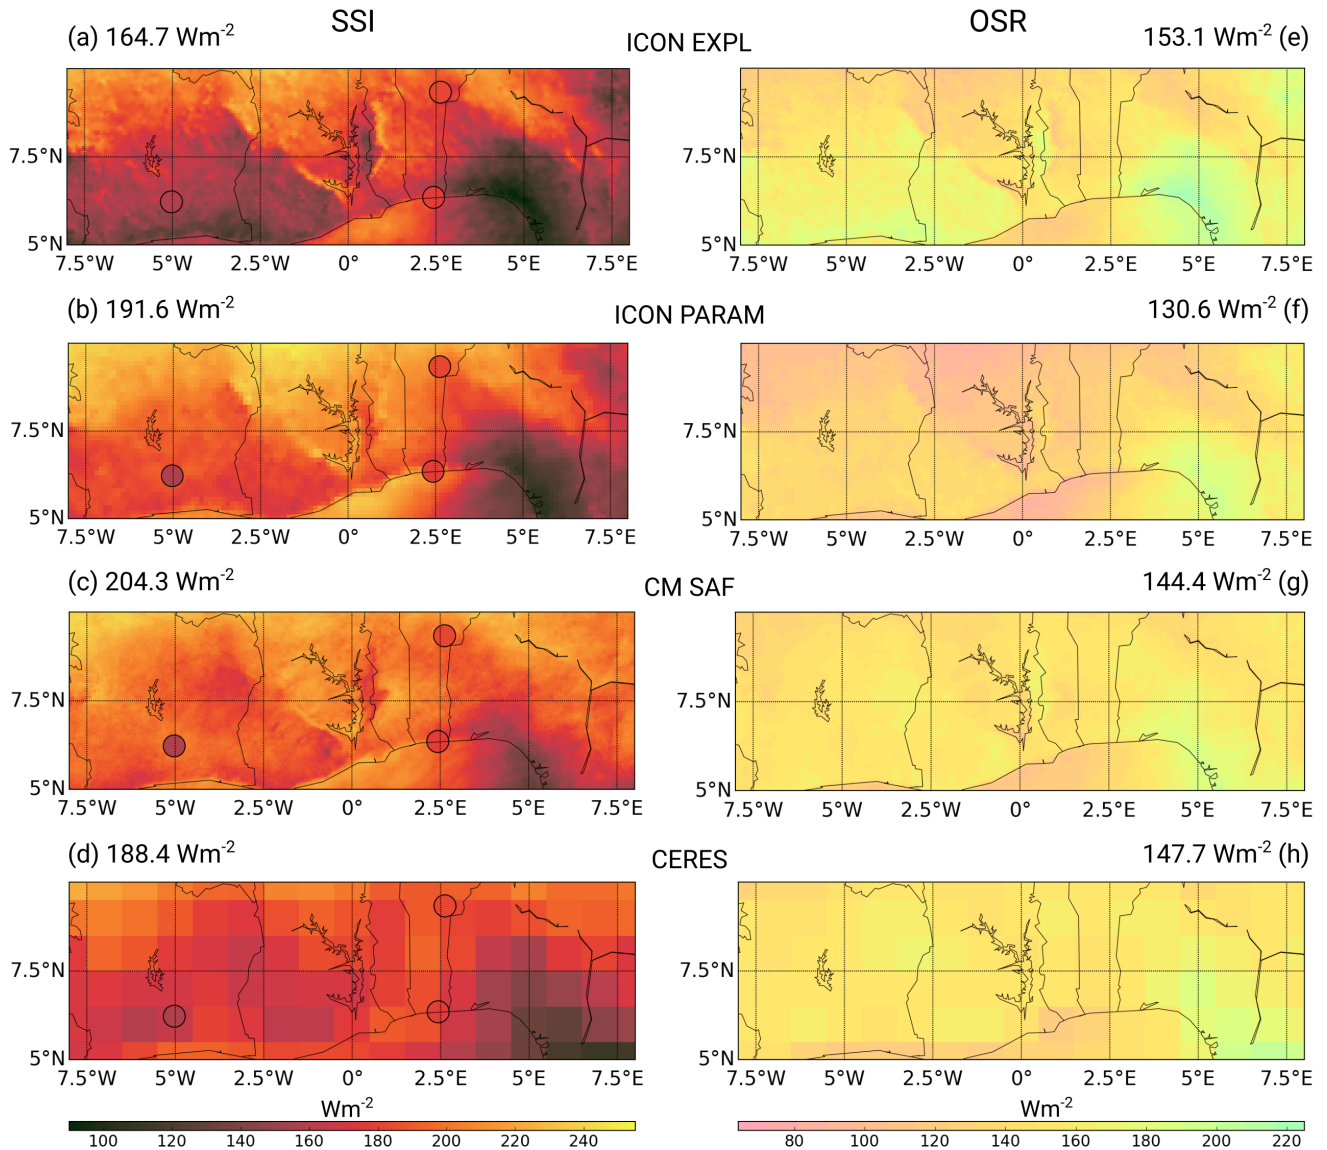 SSI OSR
(a) 164.7 Wm-2 ICON EXPL 153.1 Wm-2 (e)
7.5°N 7.5°N
5°N 5°N
7.5°W 5°W 2.5°W 0° 2.5°E 5°E 7.5°E 7.5°W 5°W 2.5°W 0° 2.5°E 5°E 7.5°E
(b) 191.6 Wm-2 ICON PARAM 130.6 Wm-2 (f)
7.5°N 7.5°N
5°N 5°N
7.5°W 5°W 2.5°W 0° 2.5°E 5°E 7.5°E 7.5°W 5°W 2.5°W 0° 2.5°E 5°E 7.5°E
(c) 204.3 Wm-2 CM SAF 144.4 Wm-2 (g)
7.5°N 7.5°N
5°N 5°N
7.5°W 5°W 2.5°W 0° 2.5°E 5°E 7.5°E 7.5°W 5°W 2.5°W 0° 2.5°E 5°E 7.5°E
(d) 188.4 Wm-2 CERES 147.7 Wm-2 (h)
7.5°N 7.5°N
5°N 5°N
7.5°W 5°W 2.5°W 0° 2.5°E 5°E 7.5°E 7.5°W 5°W 2.5°W 0° 2.5°E 5°E 7.5°E
Wm-2 Wm-2
100 120 140 160 180 200 220 240 80 100 120 140 160 180 200 220